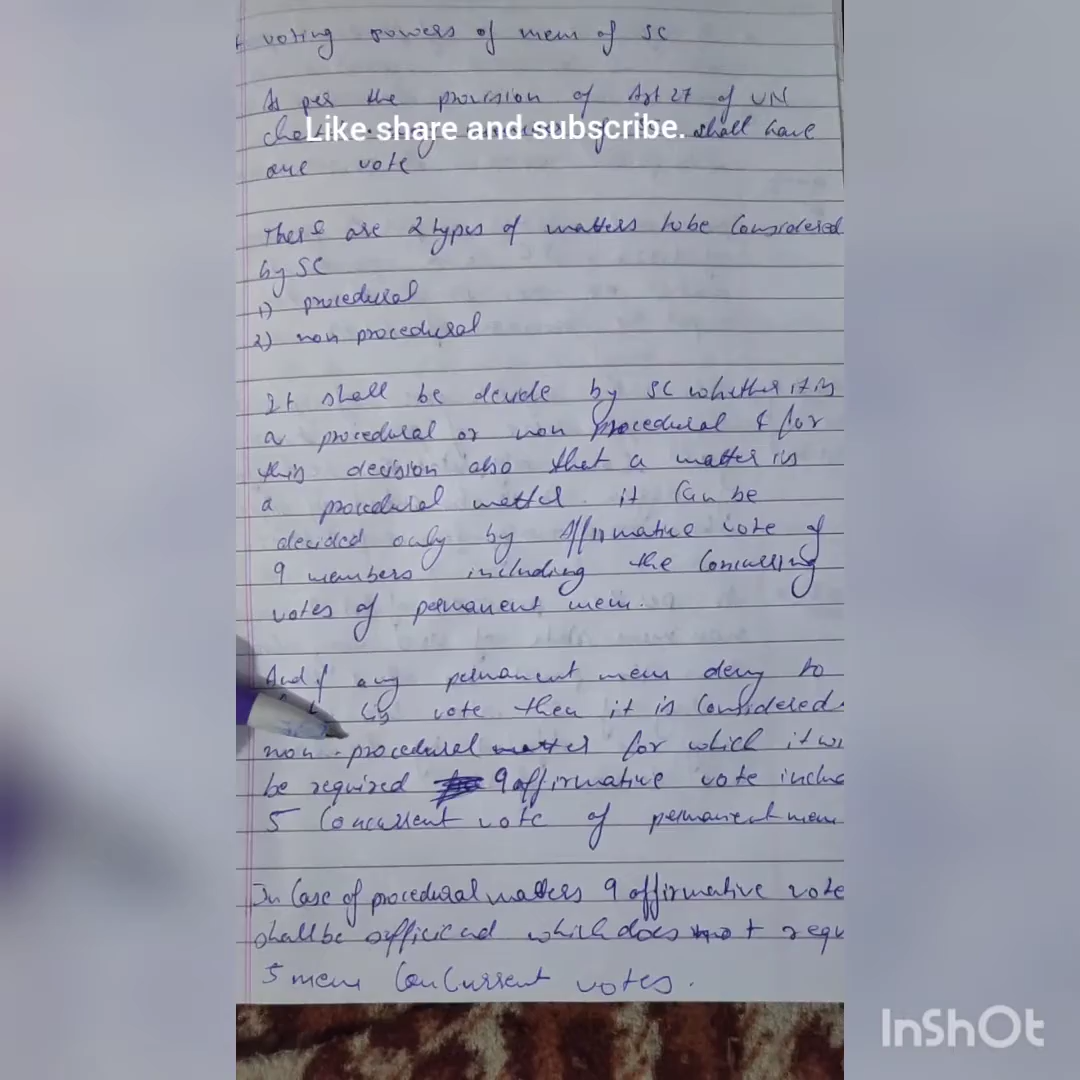 voting powers of mem of SC
As per the provision of Art 27 of UN
Like share and subscribe.
shall have
one vote
There are 2 types of matters to be Considered
by SC
1) procedural
2) non procedural
It shall be decide by SC whether it is
a procedural or non procedural & for
this decision also that a matter is
a procedural matter. it Can be
decided only by Affirmative vote of
9 members including the Concurring
votes of permanent mem.
And if any permanent mem deny to
vote then it is Considered
non-procedural matter for which it wi
be required 9 affirmative vote inclu
5 Concurrent vote of permanent mem
In Case of procedural matters 9 affirmative vote
shall be sufficient which does not requ
5 mem ConCurrent votes.
InShOt